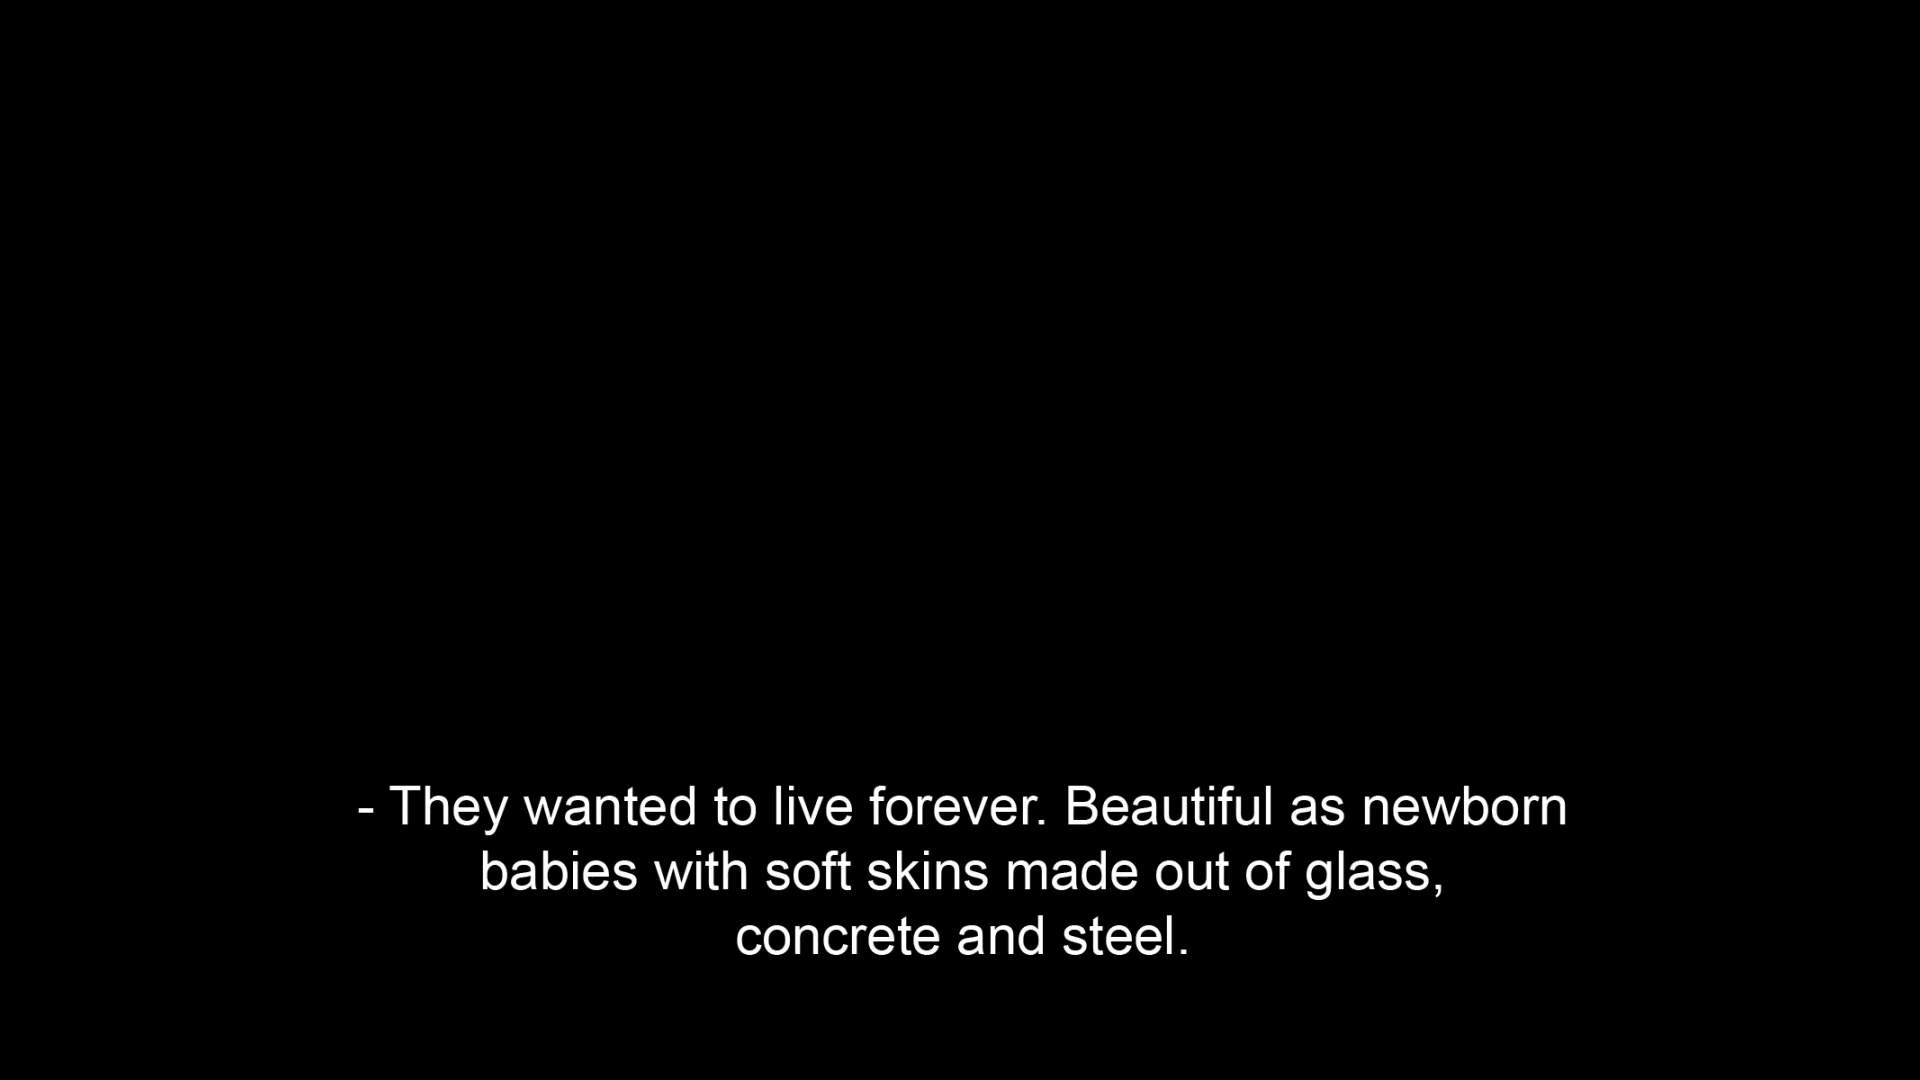 - They wanted to live forever. Beautiful as newborn
babies with soft skins made out of glass,
concrete and steel.